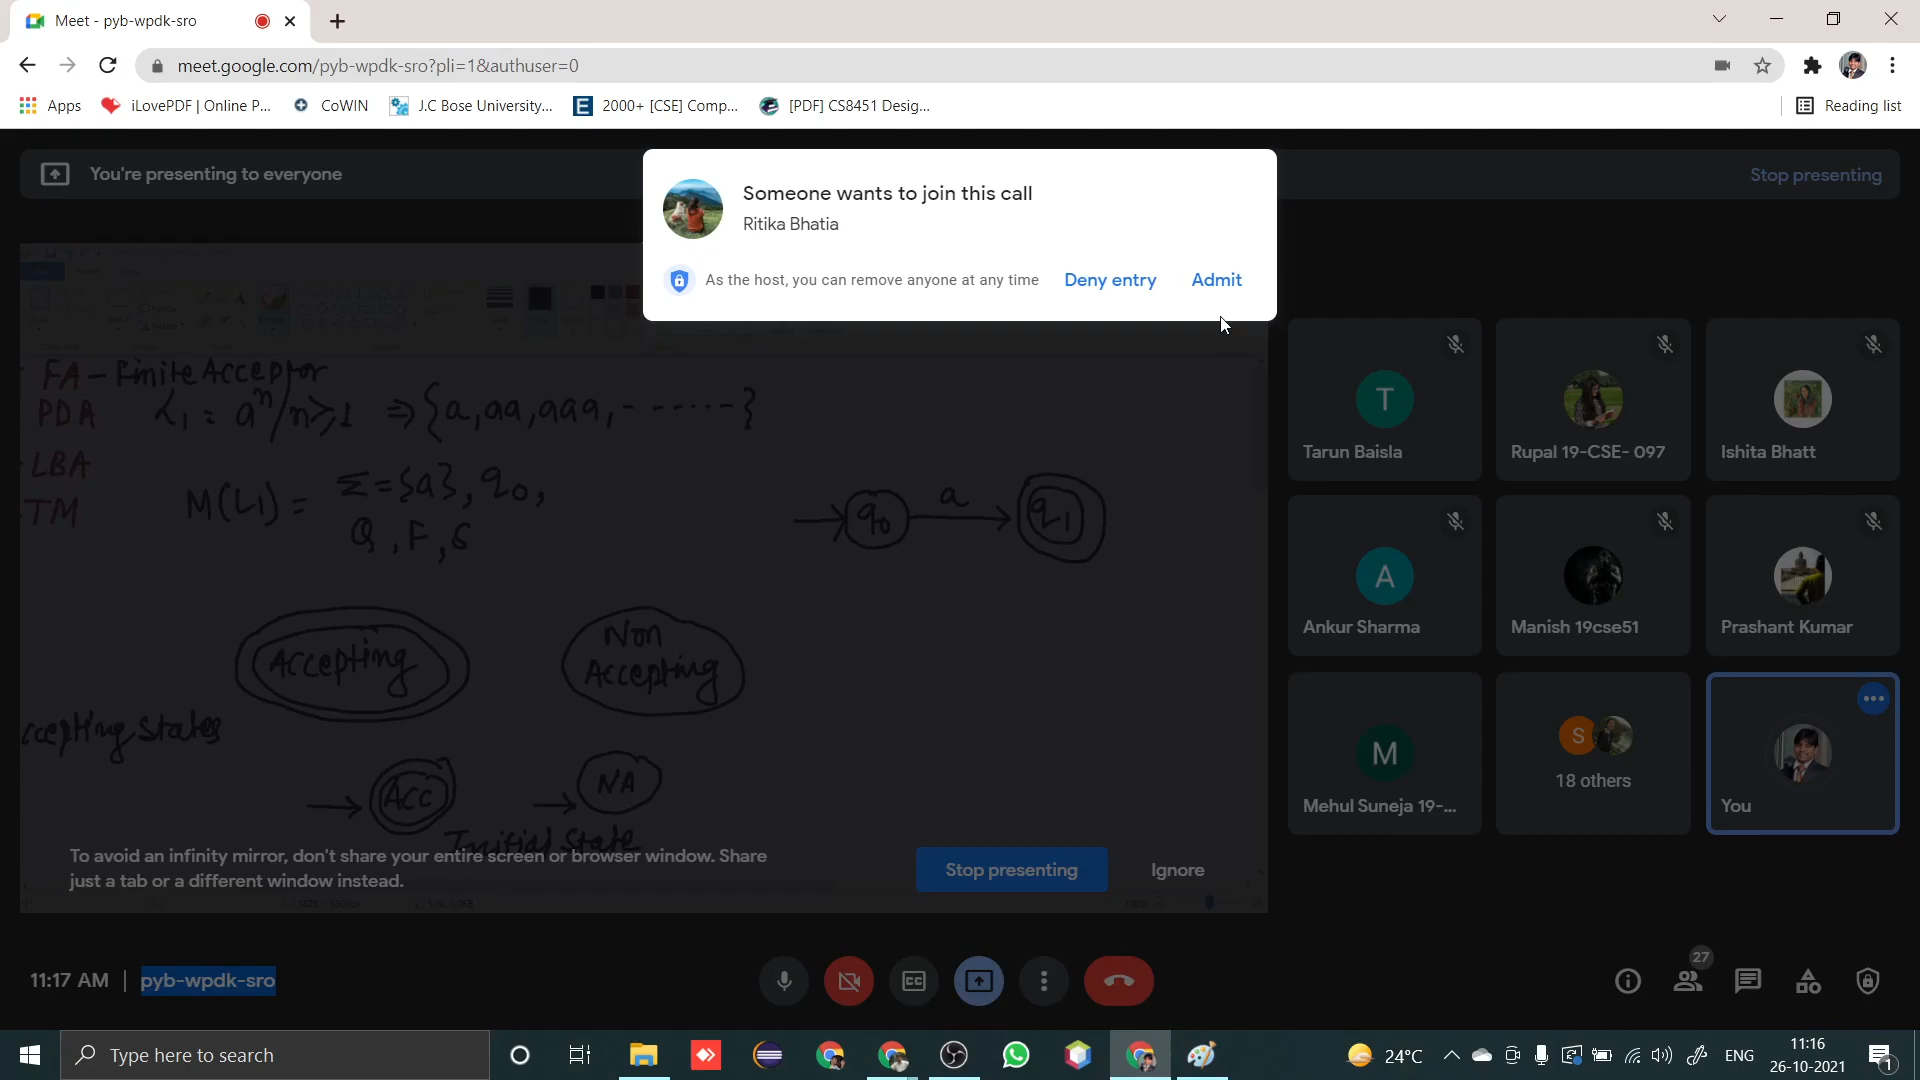 Meet - pyb-wpdk-sro
meet.google.com/pyb-wpdk-sro?pli=1&authuser=0
Apps
iLovePDF | Online P...
CoWIN
J.C Bose University...
2000+ [CSE] Comp...
[PDF] CS8451 Desig...
Reading list
You're presenting to everyone
Stop presenting
Someone wants to join this call
Ritika Bhatia
As the host, you can remove anyone at any time
Deny entry
Admit
FA - Finite Acceptor
PDA L₁ = aⁿ/n>,1 => {a, aa, aaa, ------}
LBA
TM
M(L1) = Σ={a}, q₀,
Q, F, δ
q₀ a q₁
Accepting
Non
Accepting
ccepting States
ACC
NA
Initial State
Tarun Baisla
Rupal 19-CSE- 097
Ishita Bhatt
Ankur Sharma
Manish 19cse51
Prashant Kumar
Mehul Suneja 19-...
18 others
You
T
A
M
S
To avoid an infinity mirror, don't share your entire screen or browser window. Share
just a tab or a different window instead.
Stop presenting
Ignore
11:17 AM | pyb-wpdk-sro
27
Type here to search
24°C
ENG
11:16
26-10-2021
1